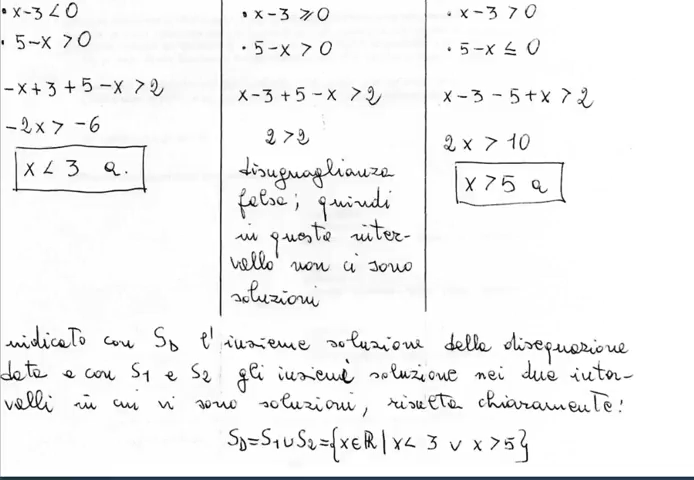 • x-3 < 0
• 5-x > 0
-x+3+5-x > 2
-2x > -6
x < 3 a.
• x-3 ⩾ 0
• 5-x > 0
x-3+5-x > 2
2 > 2
disuguaglianza
falsa; quindi
in questo inter-
vallo non ci sono
soluzioni
• x-3 > 0
• 5-x ≤ 0
x-3-5+x > 2
2x > 10
x > 5 a
indicato con S_D l'insieme soluzione della disequazione
data e con S_1 e S_2 gli insiemi soluzione nei due inter-
valli in cui vi sono soluzioni, risulta chiaramente:
S_D=S_1∪S_2={x∈ℝ | x < 3 ∨ x > 5}